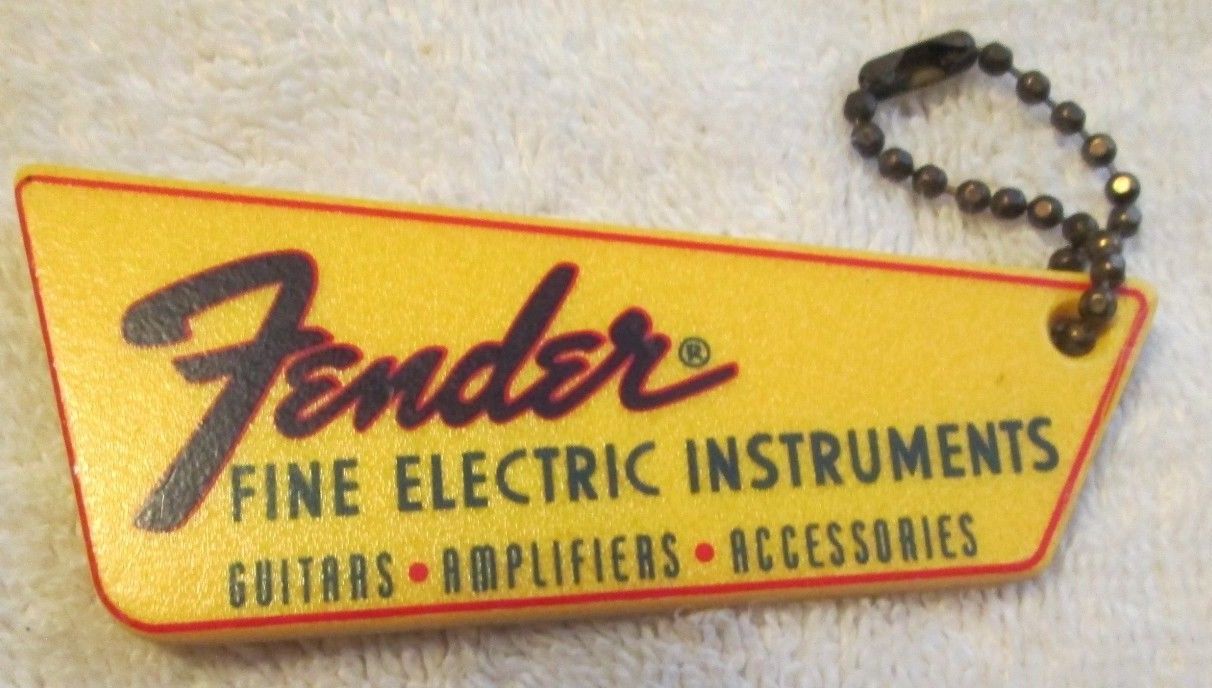 Fender®
FINE ELECTRIC INSTRUMENTS
GUITARS • AMPLIFIERS • ACCESSORIES